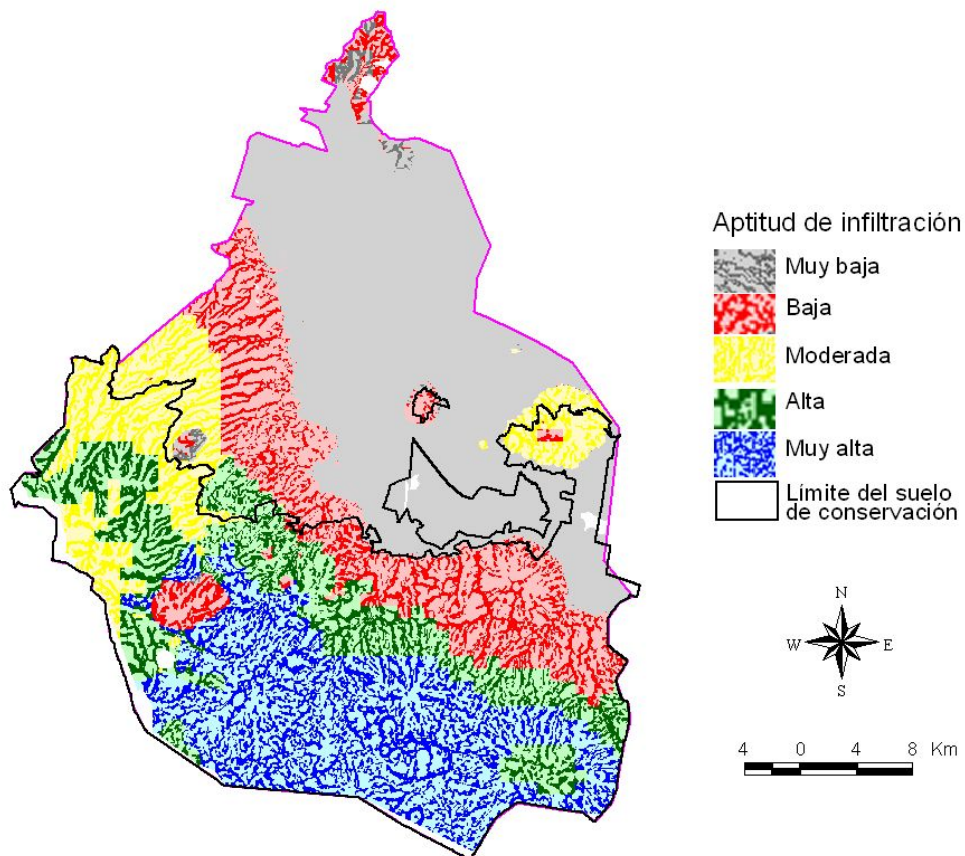 Aptitud de infiltración
Muy baja
Baja
Moderada
Alta
Muy alta
Límite del suelo
de conservación
N
W E
S
4 0 4 8 Km